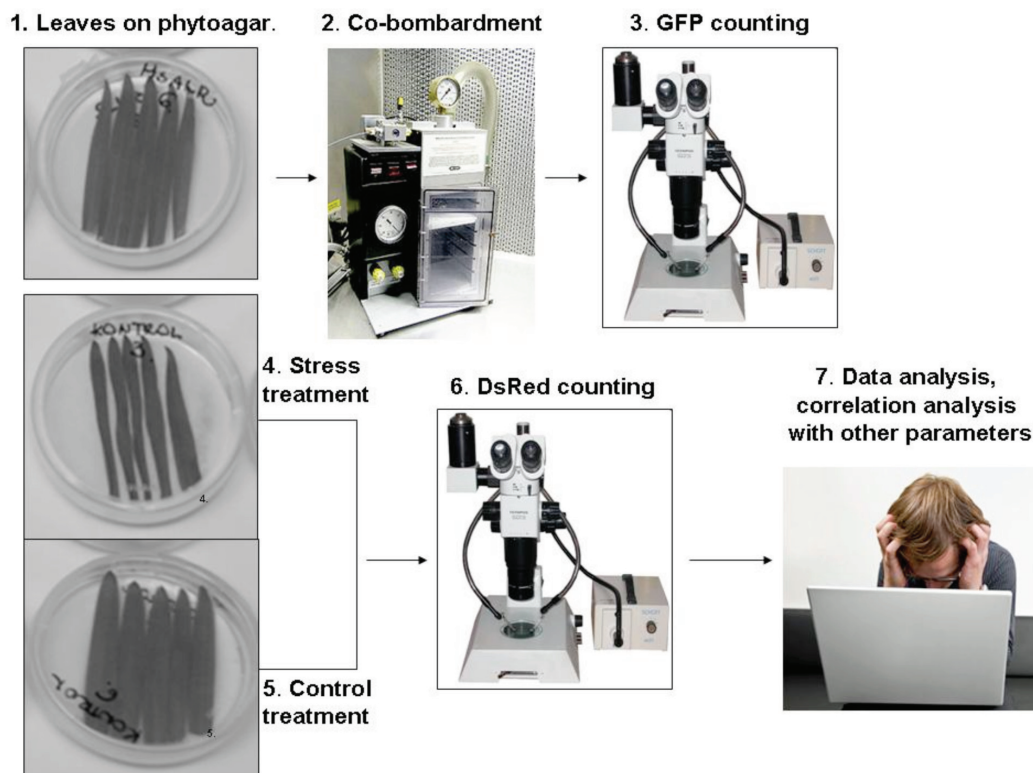 1. Leaves on phytoagar.
2. Co-bombardment
3. GFP counting
KONTROL
3.
4.
4. Stress
treatment
6. DsRed counting
7. Data analysis,
correlation analysis
with other parameters
KONTROL
5.
5. Control
treatment